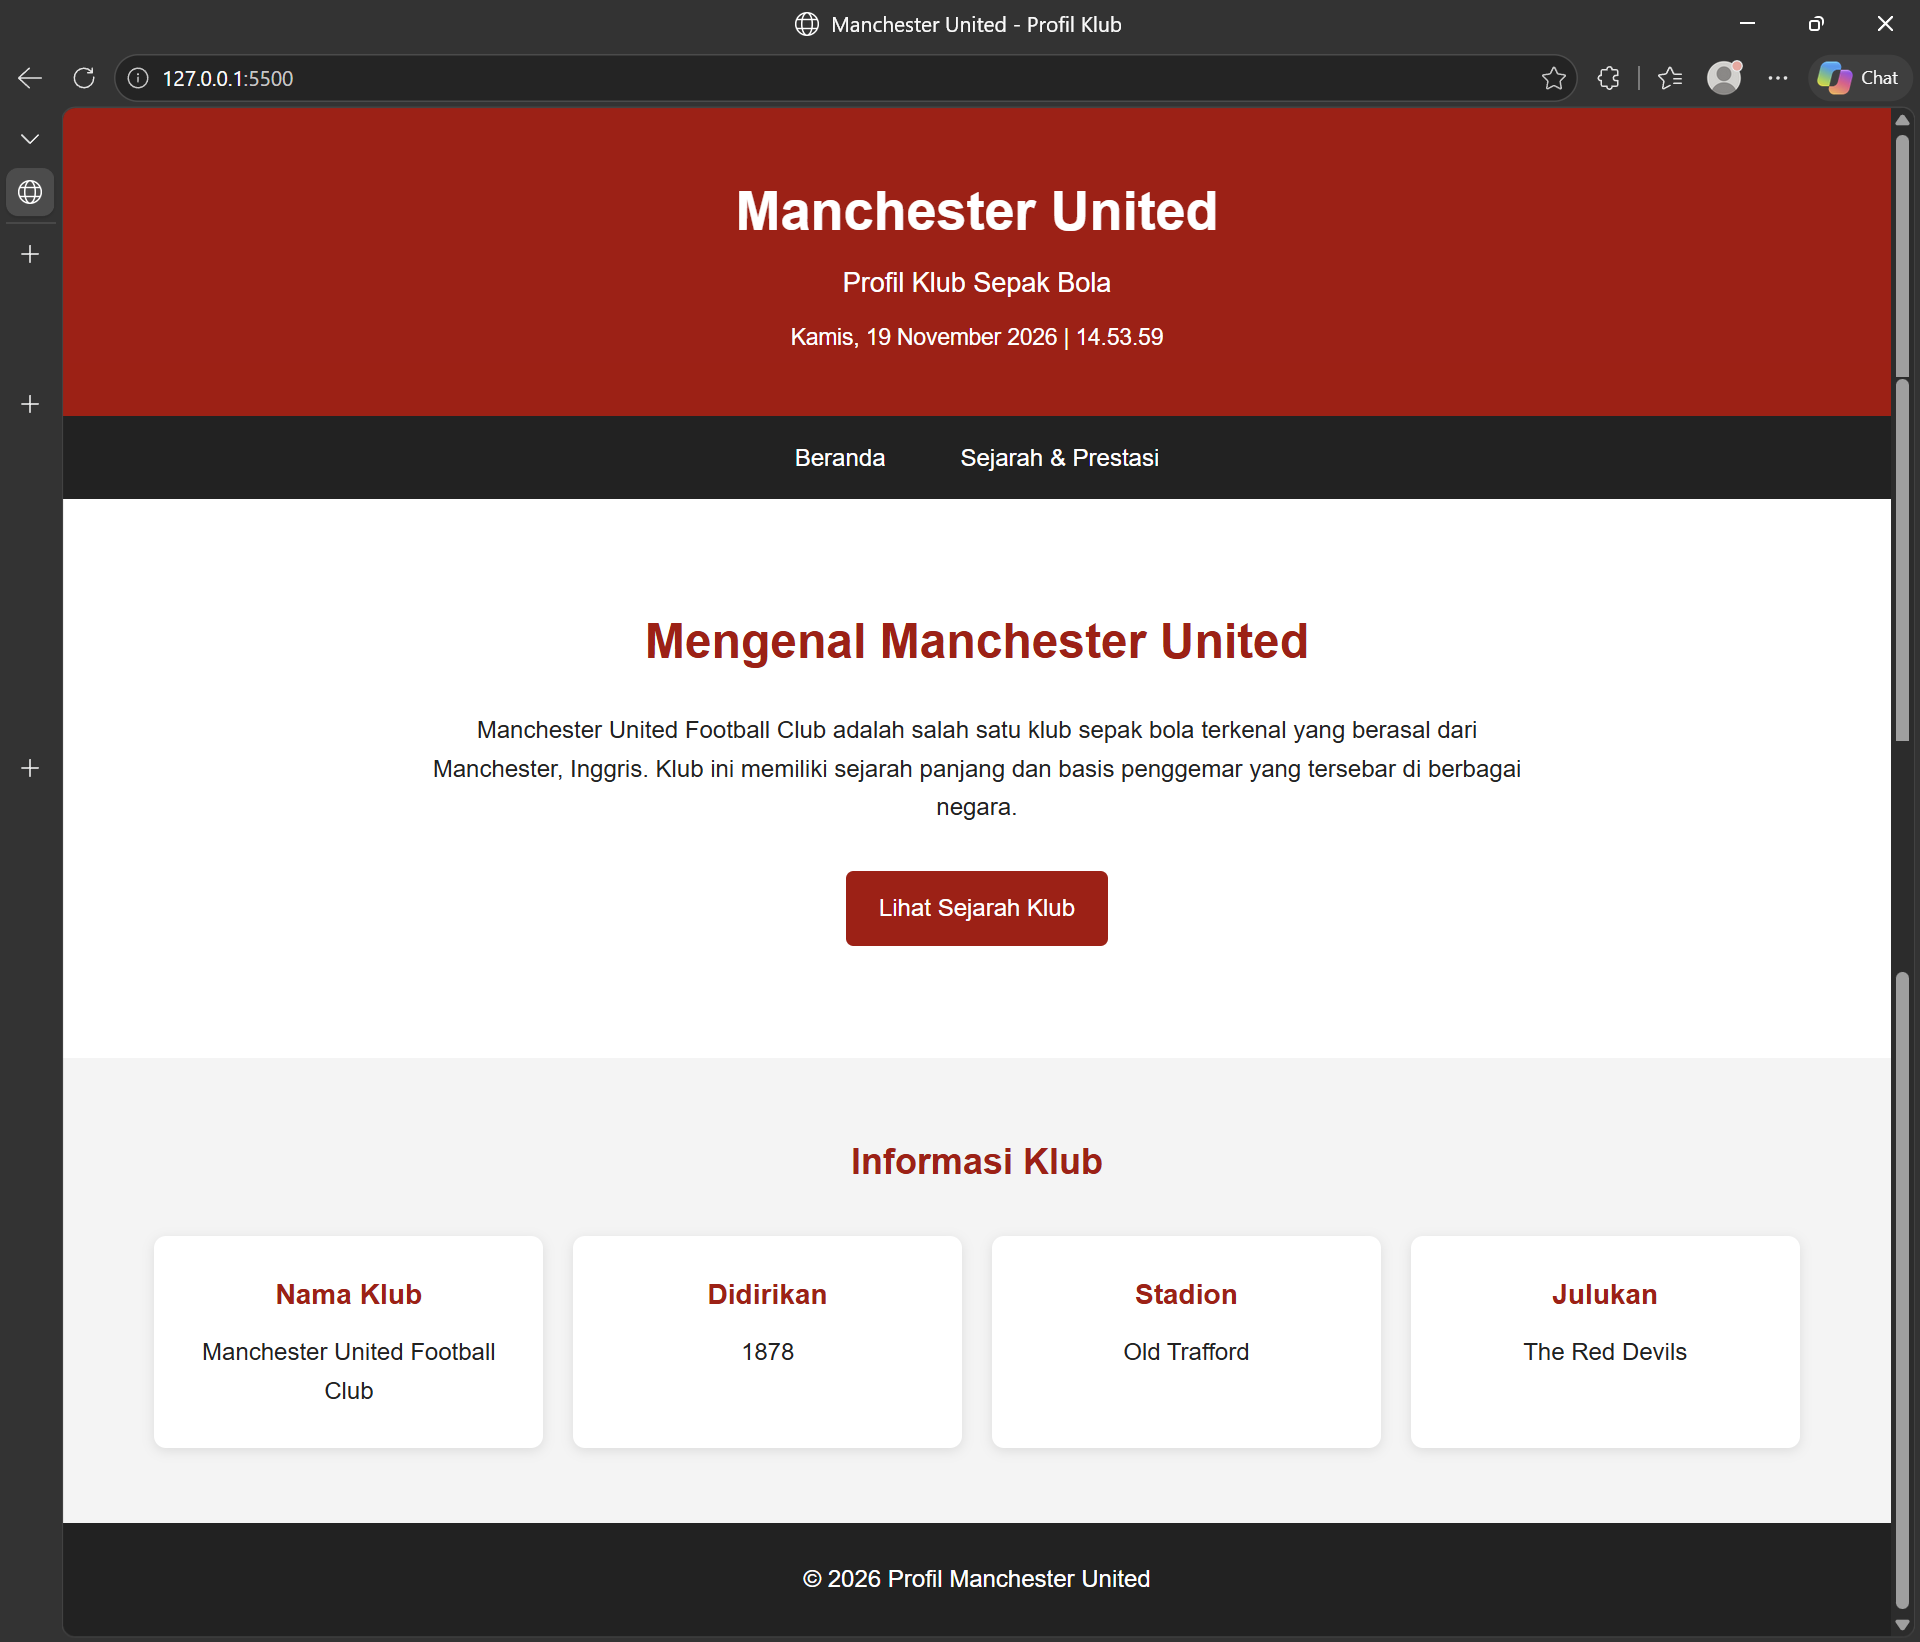 Manchester United - Profil Klub
127.0.0.1:5500
Chat
Manchester United
Profil Klub Sepak Bola
Kamis, 19 November 2026 | 14.53.59
Beranda
Sejarah & Prestasi
Mengenal Manchester United
Manchester United Football Club adalah salah satu klub sepak bola terkenal yang berasal dari
Manchester, Inggris. Klub ini memiliki sejarah panjang dan basis penggemar yang tersebar di berbagai
negara.
Lihat Sejarah Klub
Informasi Klub
Nama Klub
Manchester United Football
Club
Didirikan
1878
Stadion
Old Trafford
Julukan
The Red Devils
© 2026 Profil Manchester United